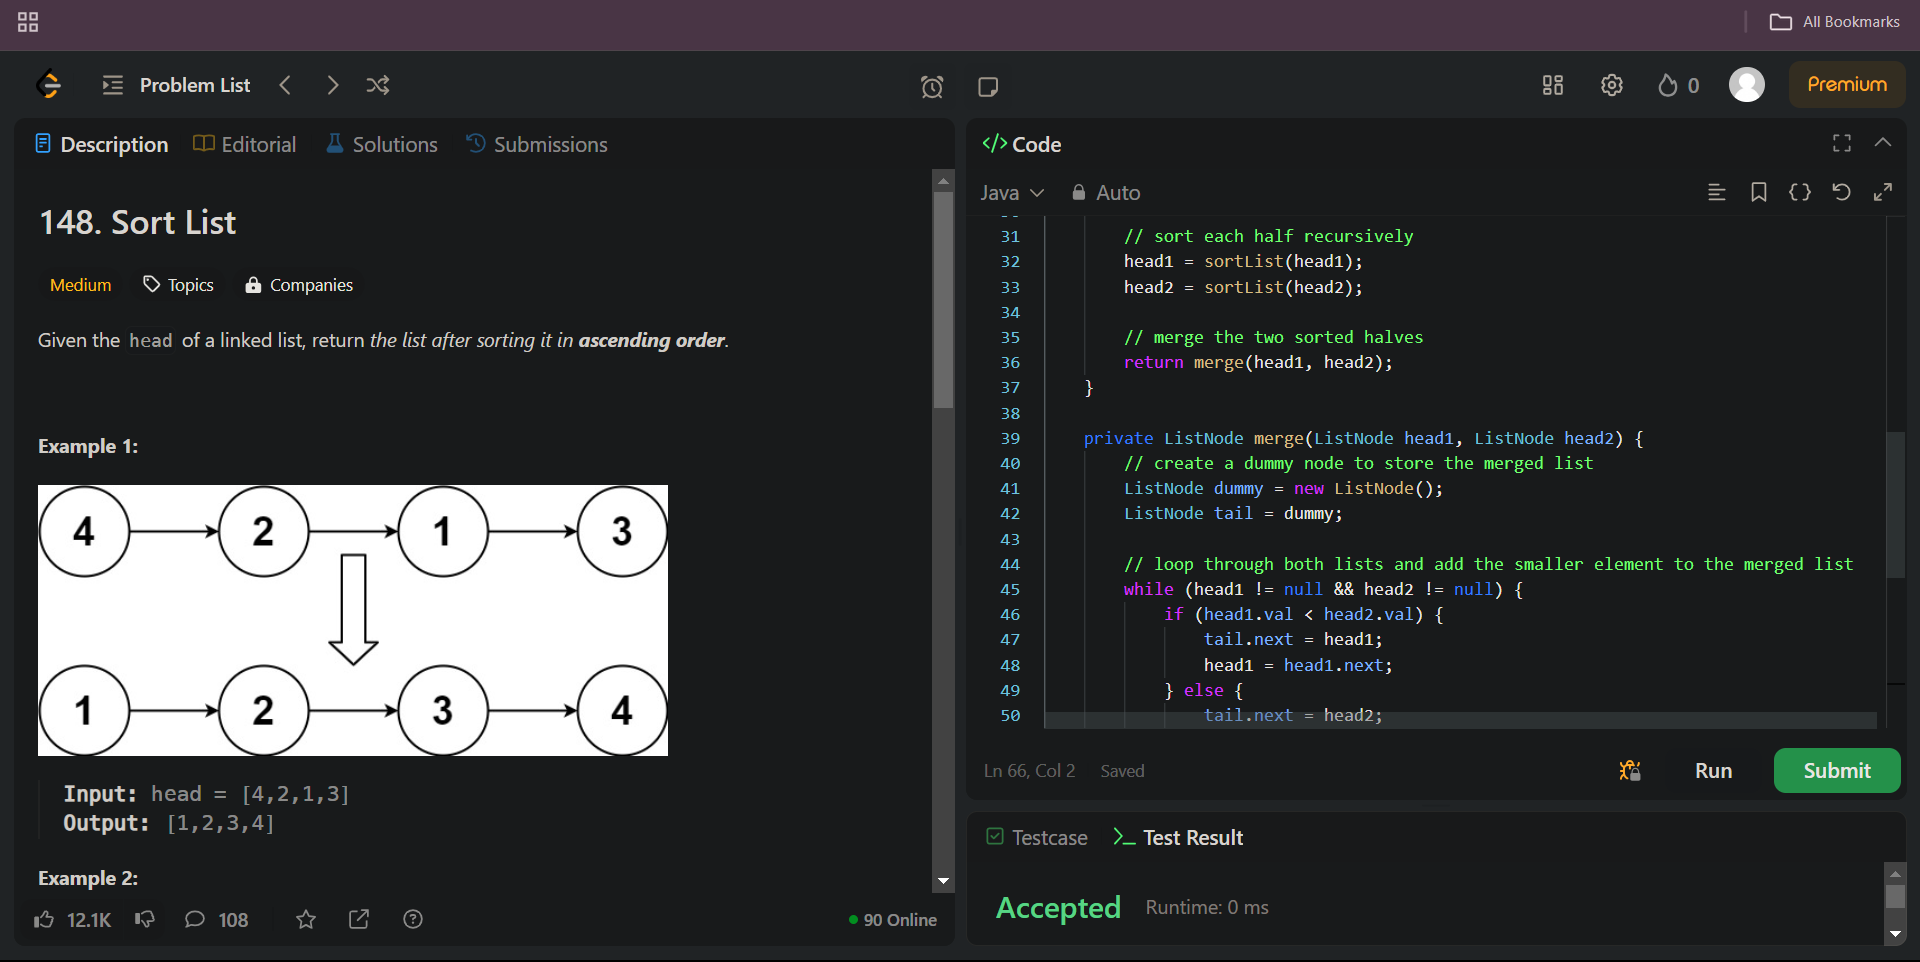 All Bookmarks
Problem List
0
Premium
Description
Editorial
Solutions
Submissions
148. Sort List
Medium
Topics
Companies
Given the head of a linked list, return the list after sorting it in ascending order.
Example 1:
4 2 1 3
1 2 3 4
Input: head = [4,2,1,3]
Output: [1,2,3,4]
Example 2:
12.1K
108
90 Online
</> Code
Java
Auto
31 // sort each half recursively
32 head1 = sortList(head1);
33 head2 = sortList(head2);
34
35 // merge the two sorted halves
36 return merge(head1, head2);
37 }
38
39 private ListNode merge(ListNode head1, ListNode head2) {
40 // create a dummy node to store the merged list
41 ListNode dummy = new ListNode();
42 ListNode tail = dummy;
43
44 // loop through both lists and add the smaller element to the merged list
45 while (head1 != null && head2 != null) {
46 if (head1.val < head2.val) {
47 tail.next = head1;
48 head1 = head1.next;
49 } else {
50 tail.next = head2;
Ln 66, Col 2
Saved
Run
Submit
Testcase
Test Result
Accepted
Runtime: 0 ms